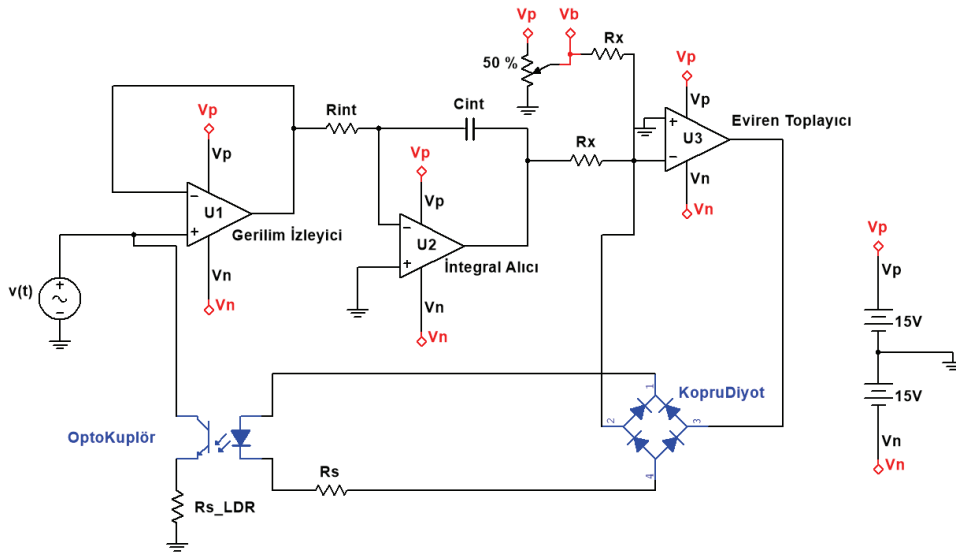 Vp
Vb
Rx
50 %
Vp
Vp
U3
Eviren Toplayıcı
Vn
Vn
Rint
Cint
Rx
Vp
Vp
U1
Gerilim İzleyici
Vn
Vn
Vp
Vp
U2
İntegral Alıcı
Vn
Vn
v(t)
Vp
Vp
15V
15V
Vn
Vn
OptoKuplör
Rs_LDR
Rs
KopruDiyot
1
2
3
4